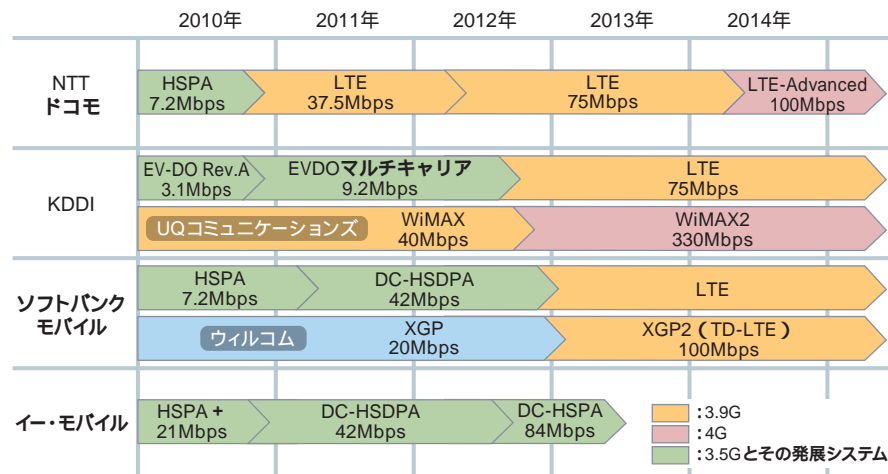 2010年 2011年 2012年 2013年 2014年
NTT
ドコモ
HSPA
7.2Mbps
LTE
37.5Mbps
LTE
75Mbps
LTE-Advanced
100Mbps
KDDI
EV-DO Rev.A
3.1Mbps
EVDOマルチキャリア
9.2Mbps
LTE
75Mbps
UQコミュニケーションズ
WiMAX
40Mbps
WiMAX2
330Mbps
ソフトバンク
モバイル
HSPA
7.2Mbps
DC-HSDPA
42Mbps
LTE
ウィルコム
XGP
20Mbps
XGP2(TD-LTE)
100Mbps
イー・モバイル
HSPA +
21Mbps
DC-HSDPA
42Mbps
DC-HSPA
84Mbps
:3.9G
:4G
:3.5Gとその発展システム